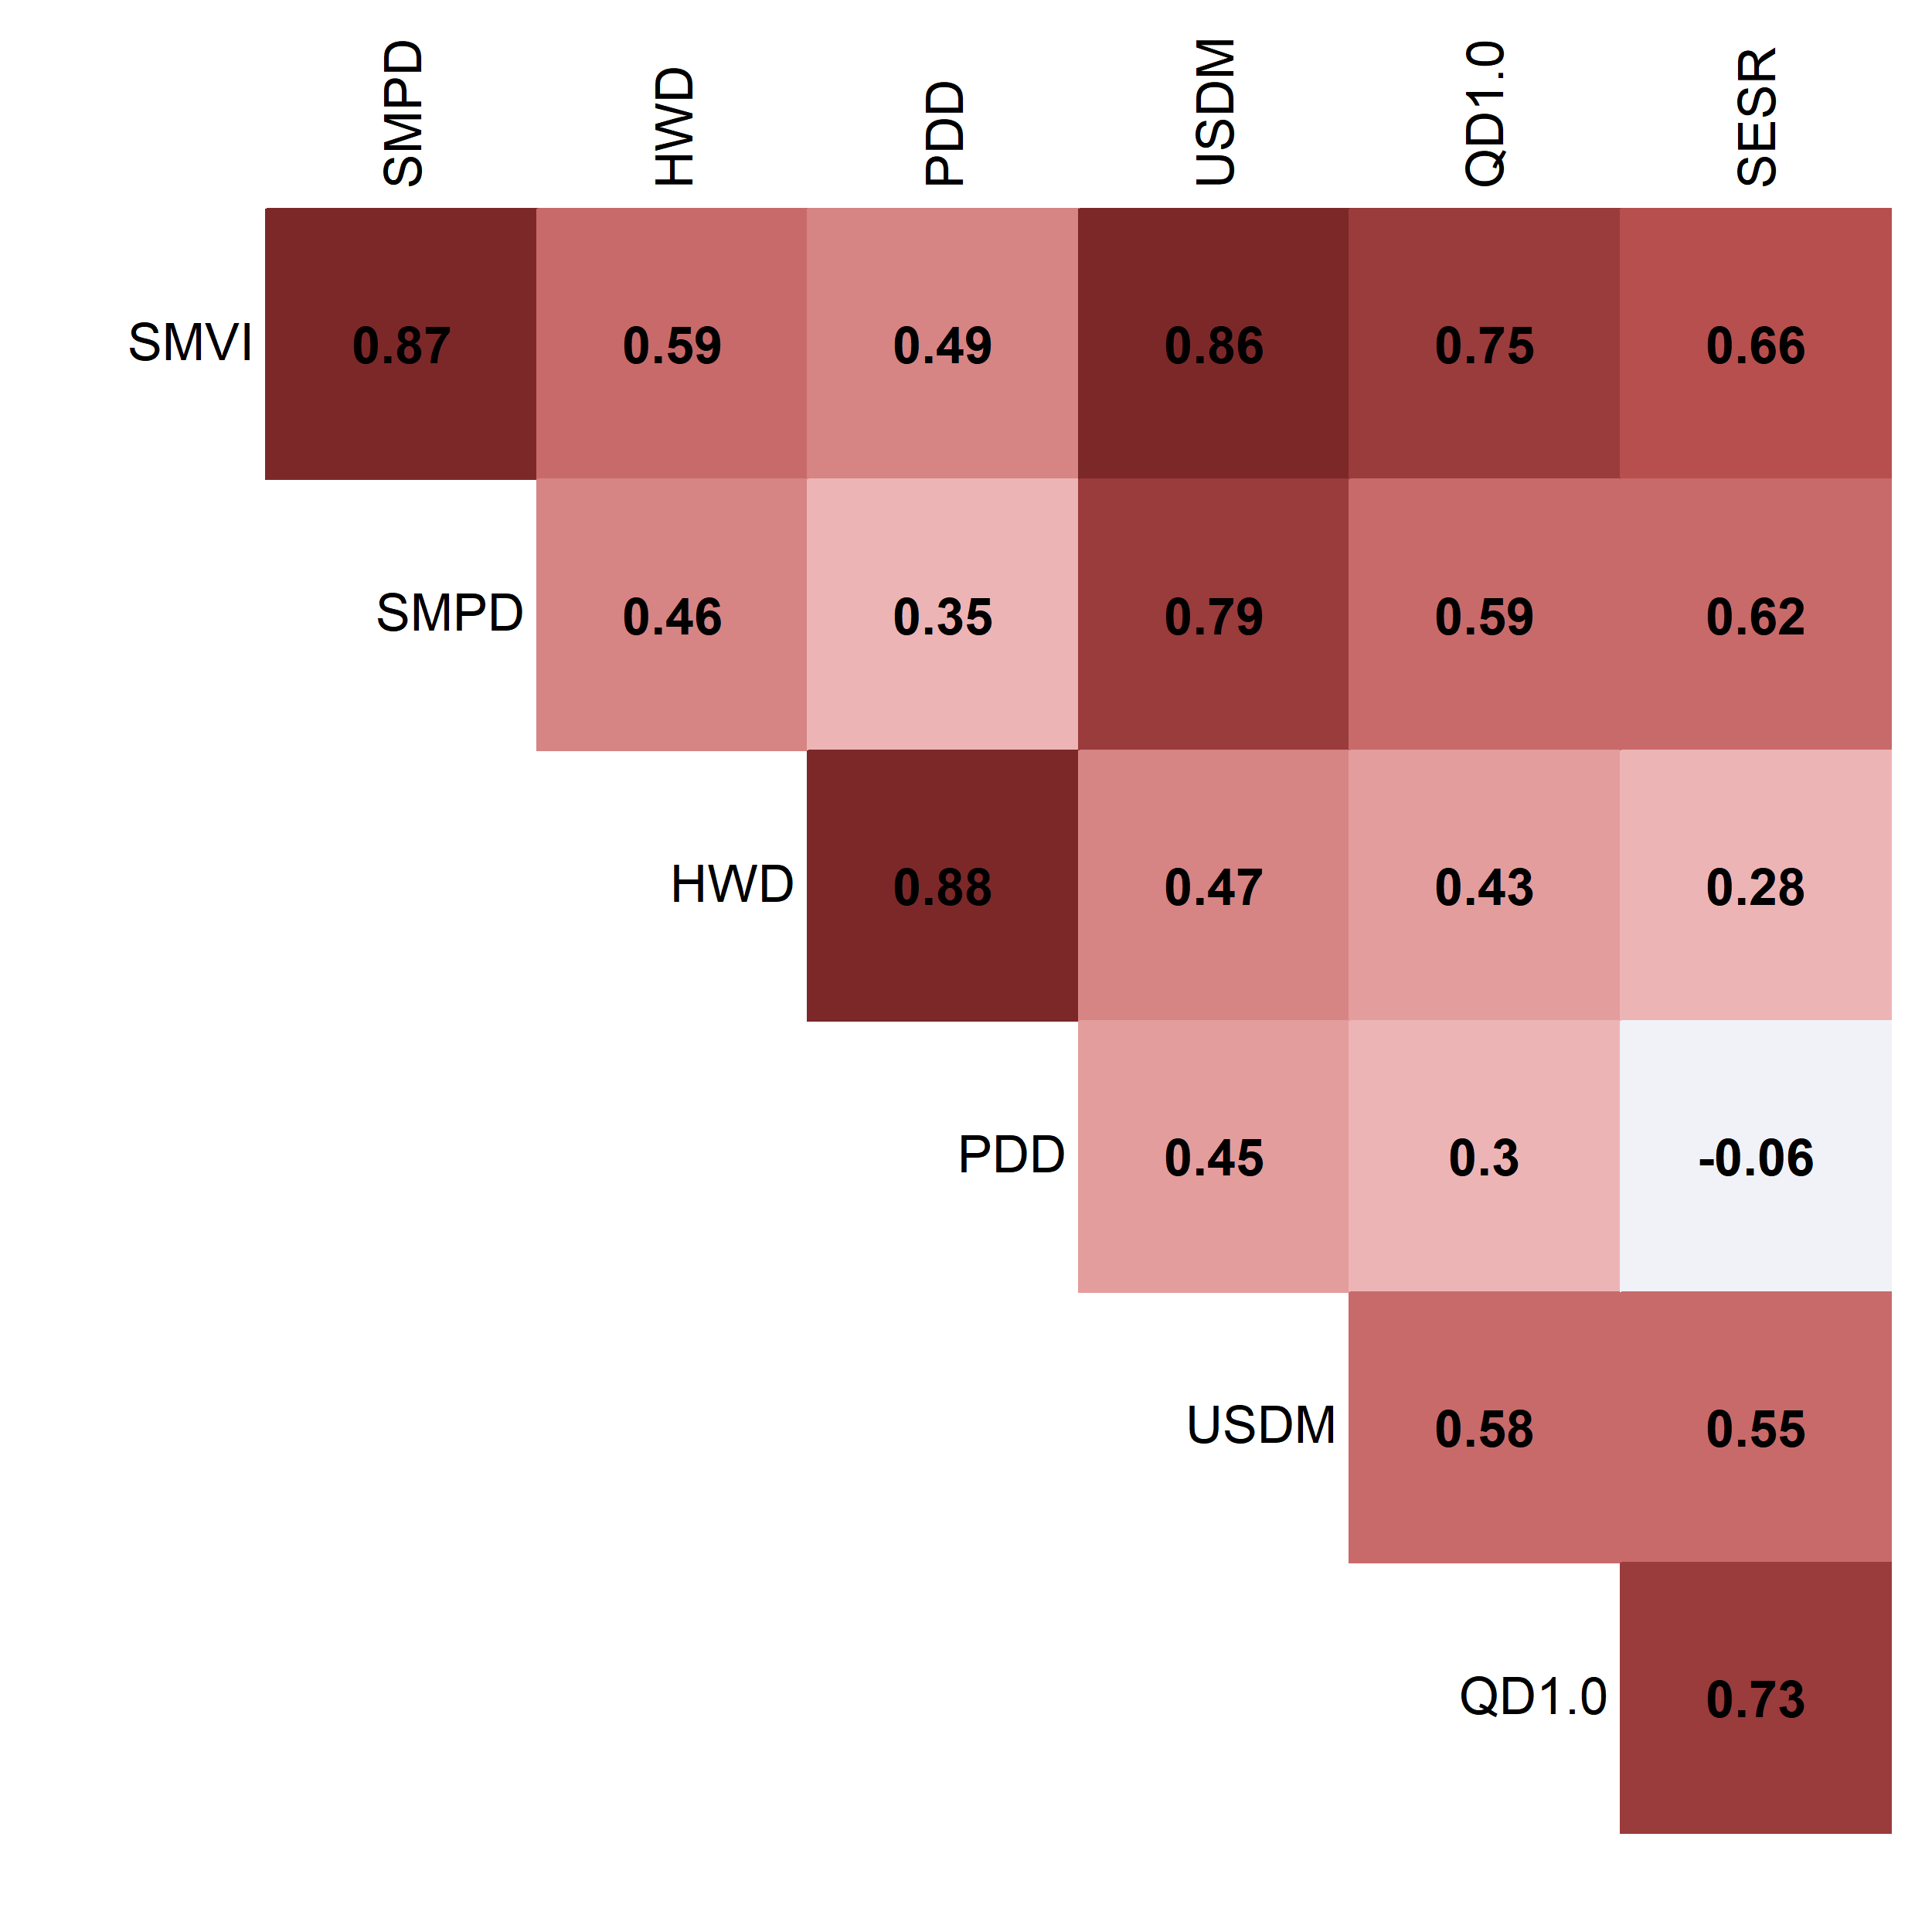 SMPD HWD PDD USDM QD1.0 SESR
SMVI 0.87 0.59 0.49 0.86 0.75 0.66
SMPD 0.46 0.35 0.79 0.59 0.62
HWD 0.88 0.47 0.43 0.28
PDD 0.45 0.3 -0.06
USDM 0.58 0.55
QD1.0 0.73